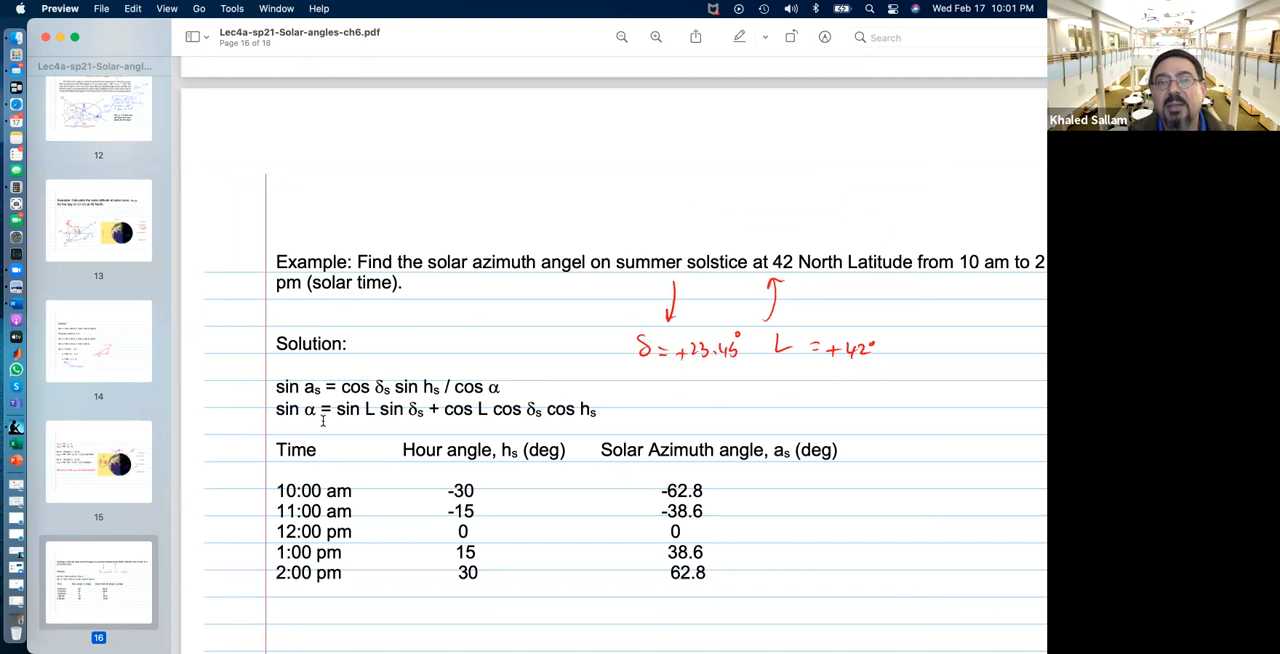 Preview File Edit View Go Tools Window Help
Wed Feb 17 10:01 PM
Lec4a-sp21-Solar-angles-ch6.pdf
Page 16 of 18
Search
Lec4a-sp21-Solar-angl...
12
13
14
15
16
Khaled Sallam
Example: Find the solar azimuth angel on summer solstice at 42 North Latitude from 10 am to 2
pm (solar time).
δ = +23.45° L = +42°
Solution:
sin as = cos δs sin hs / cos α
sin α = sin L sin δs + cos L cos δs cos hs
Time Hour angle, hs (deg) Solar Azimuth angle, as (deg)
10:00 am -30 -62.8
11:00 am -15 -38.6
12:00 pm 0 0
1:00 pm 15 38.6
2:00 pm 30 62.8